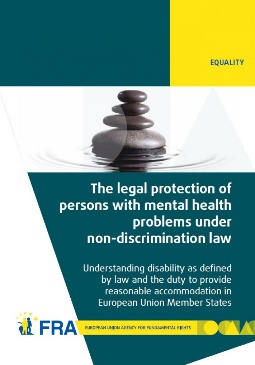 EQUALITY
The legal protection of
persons with mental health
problems under
non-discrimination law
Understanding disability as defined
by law and the duty to provide
reasonable accommodation in
European Union Member States
FRA
EUROPEAN UNION AGENCY FOR FUNDAMENTAL RIGHTS